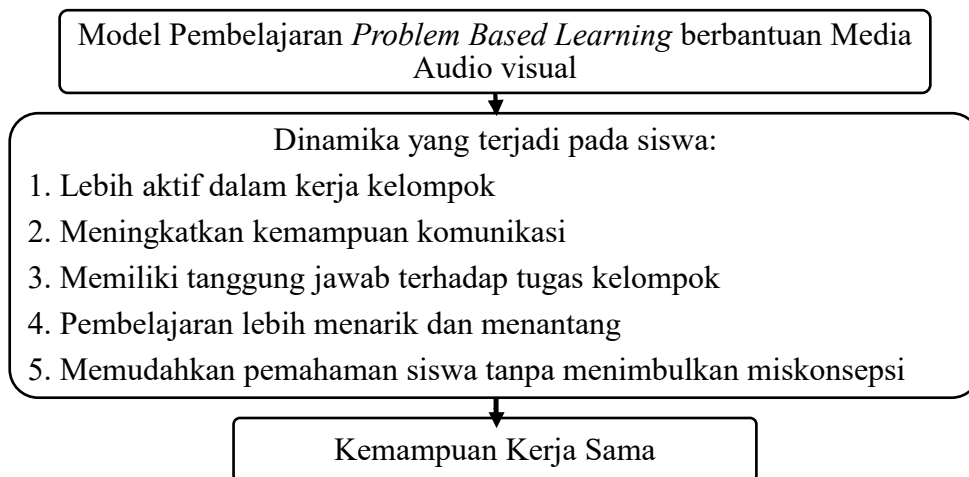 Model Pembelajaran Problem Based Learning berbantuan Media
Audio visual
Dinamika yang terjadi pada siswa:
1. Lebih aktif dalam kerja kelompok
2. Meningkatkan kemampuan komunikasi
3. Memiliki tanggung jawab terhadap tugas kelompok
4. Pembelajaran lebih menarik dan menantang
5. Memudahkan pemahaman siswa tanpa menimbulkan miskonsepsi
Kemampuan Kerja Sama